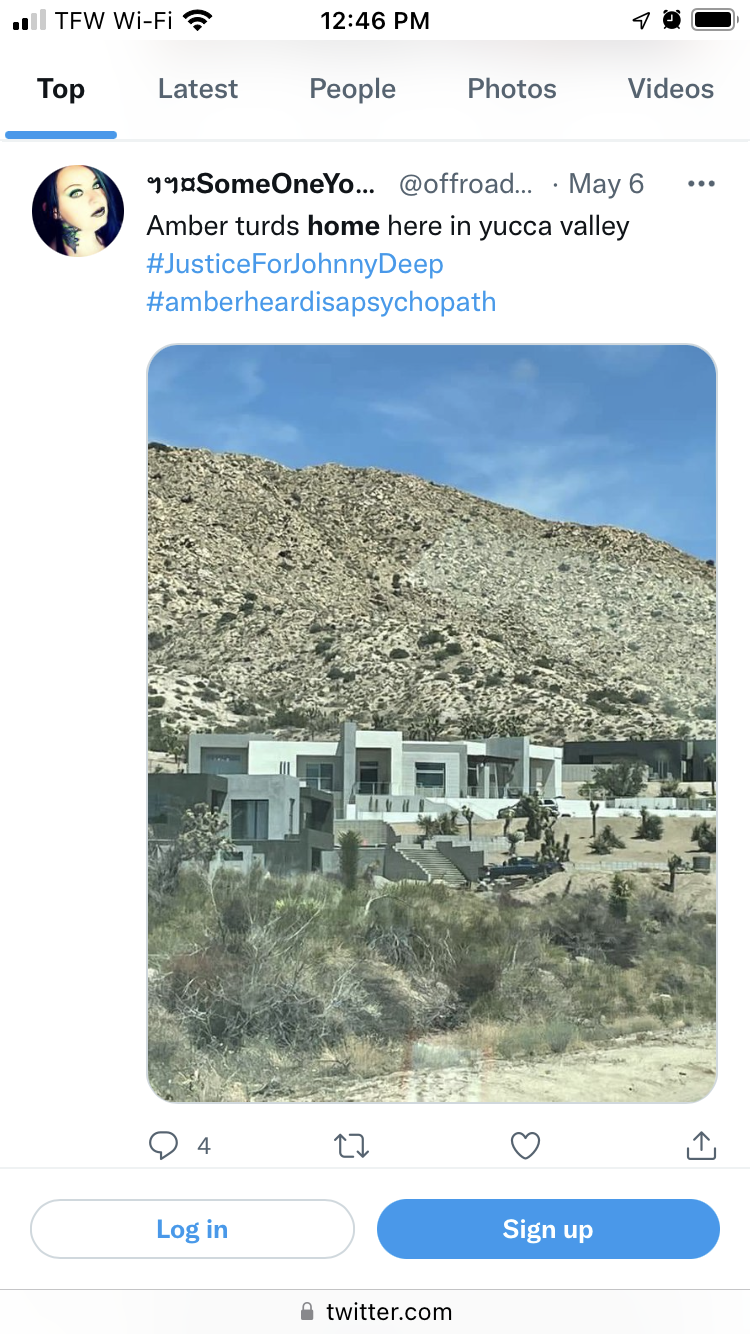 TFW Wi-Fi 12:46 PM
Top Latest People Photos Videos
SomeOneYo... @offroad... · May 6
Amber turds home here in yucca valley
#JusticeForJohnnyDeep
#amberheardisapsychopath
4
Log in Sign up
twitter.com